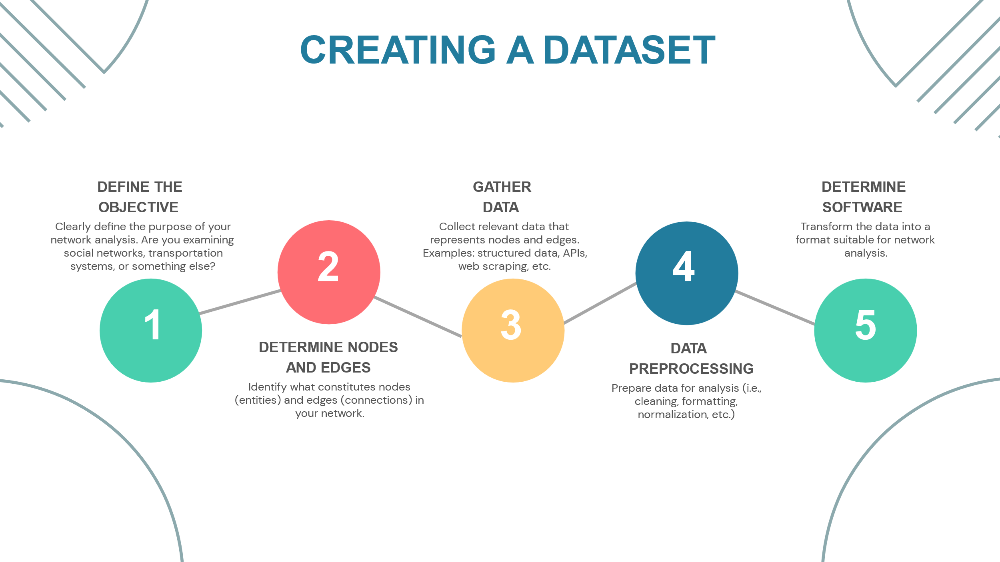 CREATING A DATASET
DEFINE THE
OBJECTIVE
Clearly define the purpose of your
network analysis. Are you examining
social networks, transportation
systems, or something else?
1
2
DETERMINE NODES
AND EDGES
Identify what constitutes nodes
(entities) and edges (connections) in
your network.
GATHER
DATA
Collect relevant data that
represents nodes and edges.
Examples: structured data, APIs,
web scraping, etc.
3
4
DATA
PREPROCESSING
Prepare data for analysis (i.e.,
cleaning, formatting,
normalization, etc.)
DETERMINE
SOFTWARE
Transform the data into a
format suitable for network
analysis.
5